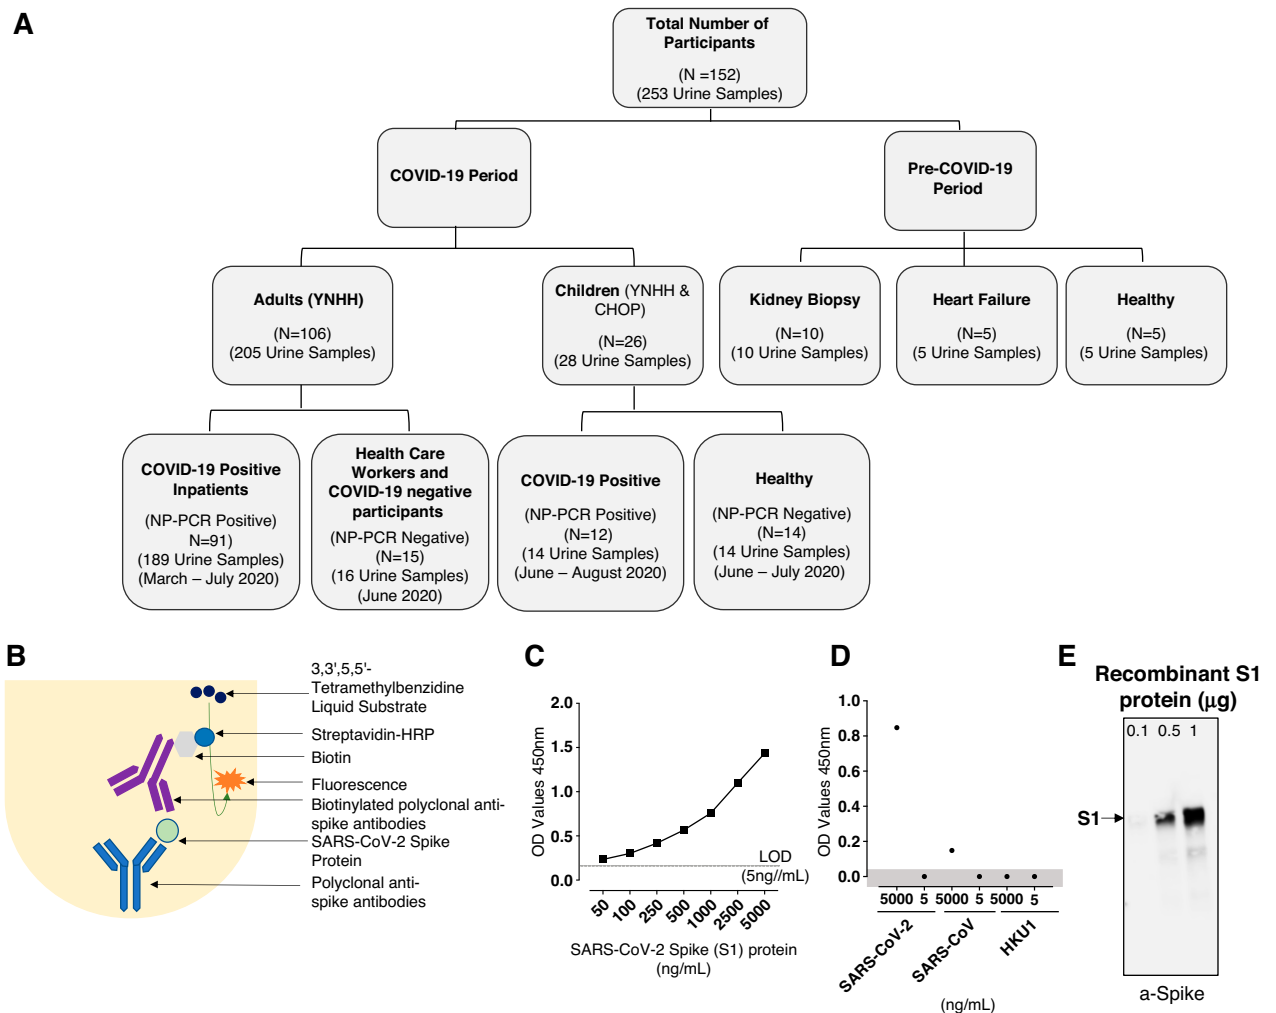 A
Total Number of
Participants
(N =152)
(253 Urine Samples)
COVID-19 Period
Pre-COVID-19
Period
Adults (YNHH)
(N=106)
(205 Urine Samples)
Children (YNHH &
CHOP)
(N=26)
(28 Urine Samples)
Kidney Biopsy
(N=10)
(10 Urine Samples)
Heart Failure
(N=5)
(5 Urine Samples)
Healthy
(N=5)
(5 Urine Samples)
COVID-19 Positive
Inpatients
(NP-PCR Positive)
N=91)
(189 Urine Samples)
(March – July 2020)
Health Care
Workers and
COVID-19 negative
participants
(NP-PCR Negative)
(N=15)
(16 Urine Samples)
(June 2020)
COVID-19 Positive
(NP-PCR Positive)
(N=12)
(14 Urine Samples)
(June – August 2020)
Healthy
(NP-PCR Negative)
(N=14)
(14 Urine Samples)
(June – July 2020)
B
3,3',5,5'-
Tetramethylbenzidine
Liquid Substrate
Streptavidin-HRP
Biotin
Fluorescence
Biotinylated polyclonal anti-
spike antibodies
SARS-CoV-2 Spike
Protein
Polyclonal anti-
spike antibodies
C
OD Values 450nm
2.0
1.5
1.0
0.5
0.0
LOD
(5ng//mL)
50 100 250 500 1000 2500 5000
SARS-CoV-2 Spike (S1) protein
(ng/mL)
D
OD Values 450nm
1.0
0.8
0.6
0.4
0.2
0.0
5000 5 5000 5 5000 5
SARS-CoV-2 SARS-CoV HKU1
(ng/mL)
E
Recombinant S1
protein (µg)
0.1 0.5 1
S1
a-Spike